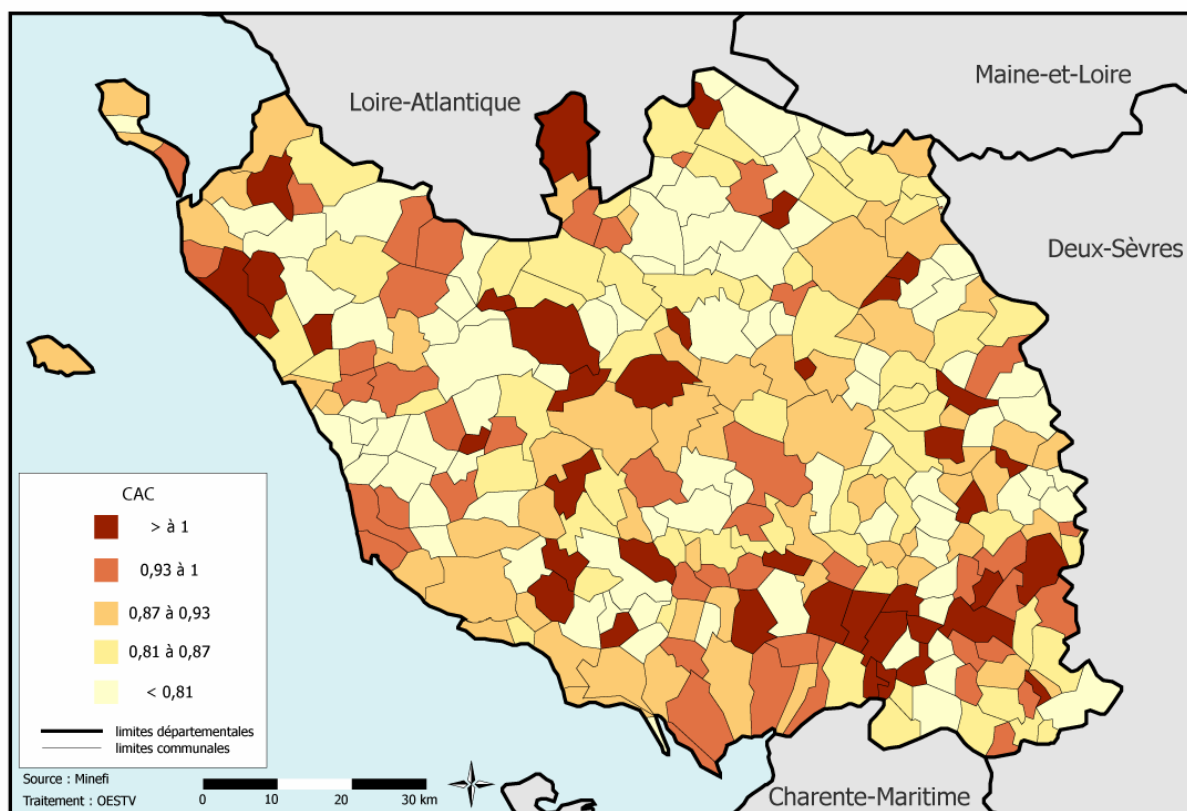 Maine-et-Loire
Loire-Atlantique
Deux-Sèvres
CAC
> à 1
0,93 à 1
0,87 à 0,93
0,81 à 0,87
< 0,81
limites départementales
limites communales
Source : Minefi
Traitement : OESTV
0 10 20 30 km
Charente-Maritime